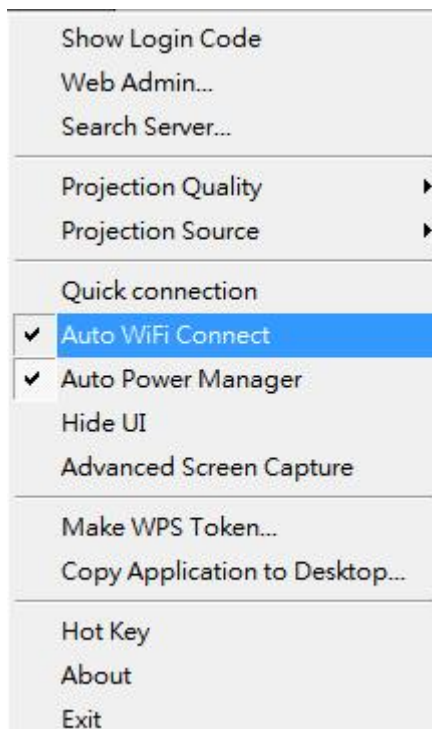 Show Login Code
Web Admin...
Search Server...
Projection Quality
Projection Source
Quick connection
Auto WiFi Connect
Auto Power Manager
Hide UI
Advanced Screen Capture
Make WPS Token...
Copy Application to Desktop...
Hot Key
About
Exit